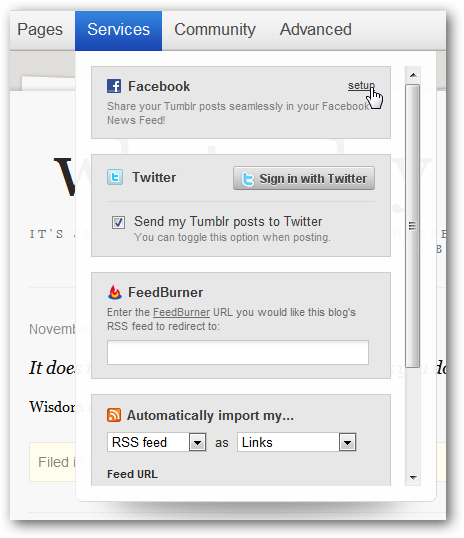 Pages Services Community Advanced
Facebook setup
Share your Tumblr posts seamlessly in your Facebook
News Feed!
Twitter Sign in with Twitter
IT'S
Send my Tumblr posts to Twitter
You can toggle this option when posting.
FeedBurner
Enter the FeedBurner URL you would like this blog's
RSS feed to redirect to:
Novembe
It does
Wisdom
Automatically import my...
RSS feed as Links
Filed i
Feed URL